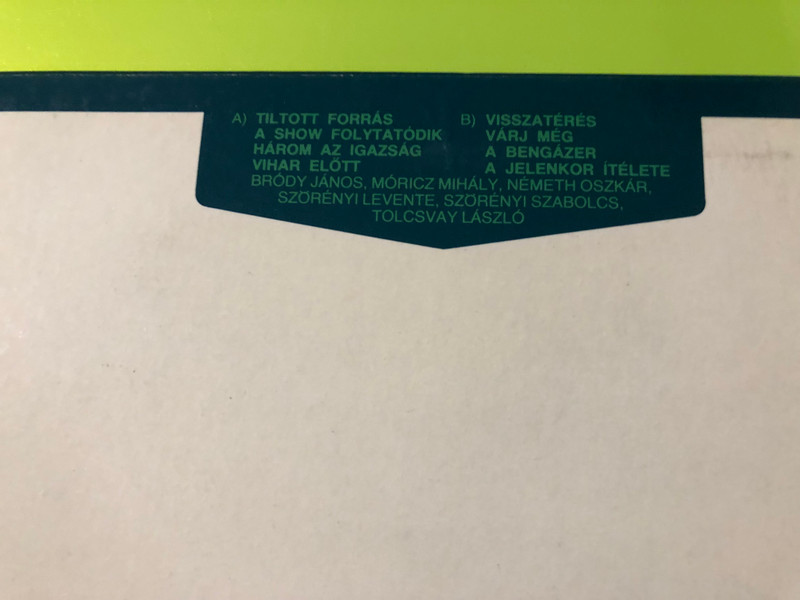 A) TILTOTT FORRÁS
A SHOW FOLYTATÓDIK
HÁROM AZ IGAZSÁG
VIHAR ELŐTT
B) VISSZATÉRÉS
VÁRJ MÉG
A BENGÁZER
A JELENKOR ÍTÉLETE
BRÓDY JÁNOS, MÓRICZ MIHÁLY, NÉMETH OSZKÁR,
SZÖRÉNYI LEVENTE, SZÖRÉNYI SZABOLCS,
TOLCSVAY LÁSZLÓ